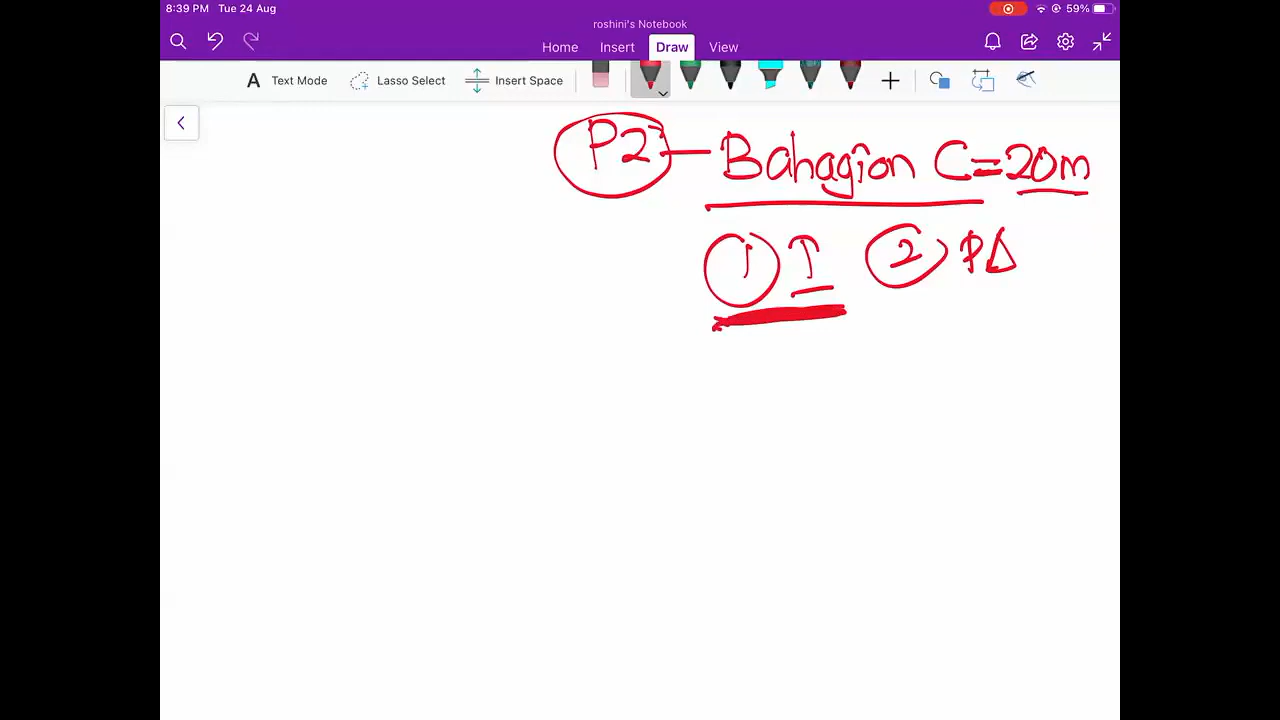 8:39 PM Tue 24 Aug 59%
roshini's Notebook
Home Insert Draw View
A Text Mode Lasso Select Insert Space
P2 — Bahagian C = 20m
① ↑ ② PΔ